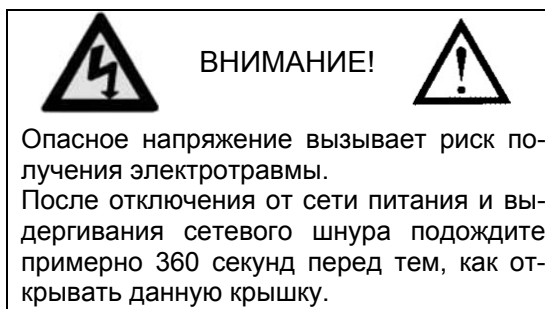 ВНИМАНИЕ!
Опасное напряжение вызывает риск по-
лучения электротравмы.
После отключения от сети питания и вы-
дергивания сетевого шнура подождите
примерно 360 секунд перед тем, как от-
крывать данную крышку.